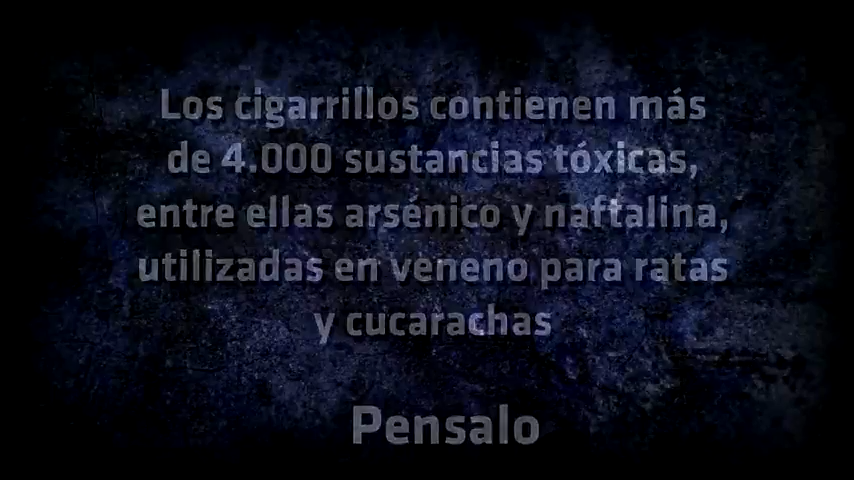 Los cigarrillos contienen más
de 4.000 sustancias tóxicas,
entre ellas arsénico y naftalina,
utilizadas en veneno para ratas
y cucarachas
Pensalo